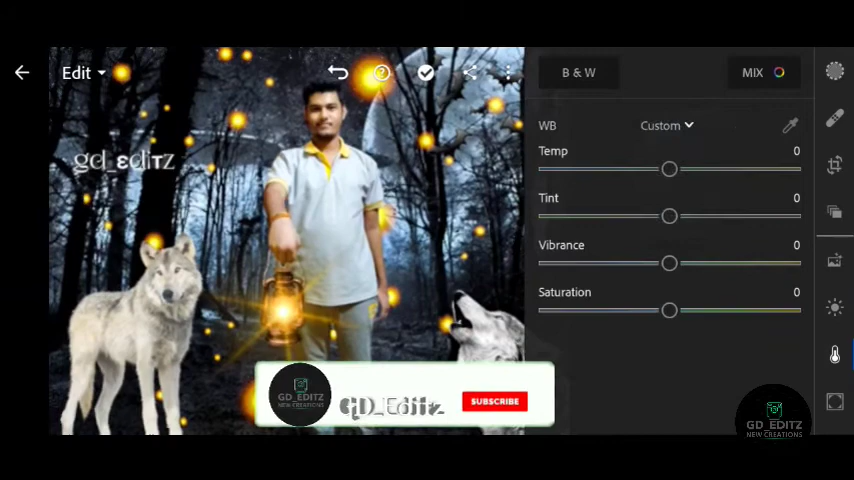 Edit
B & W
MIX
WB
Custom
Temp
0
Tint
0
Vibrance
0
Saturation
0
gd_ɛdiтz
GD_EDITZ
NEW CREATIONS
GD_Editz
SUBSCRIBE
GD_EDITZ
NEW CREATIONS